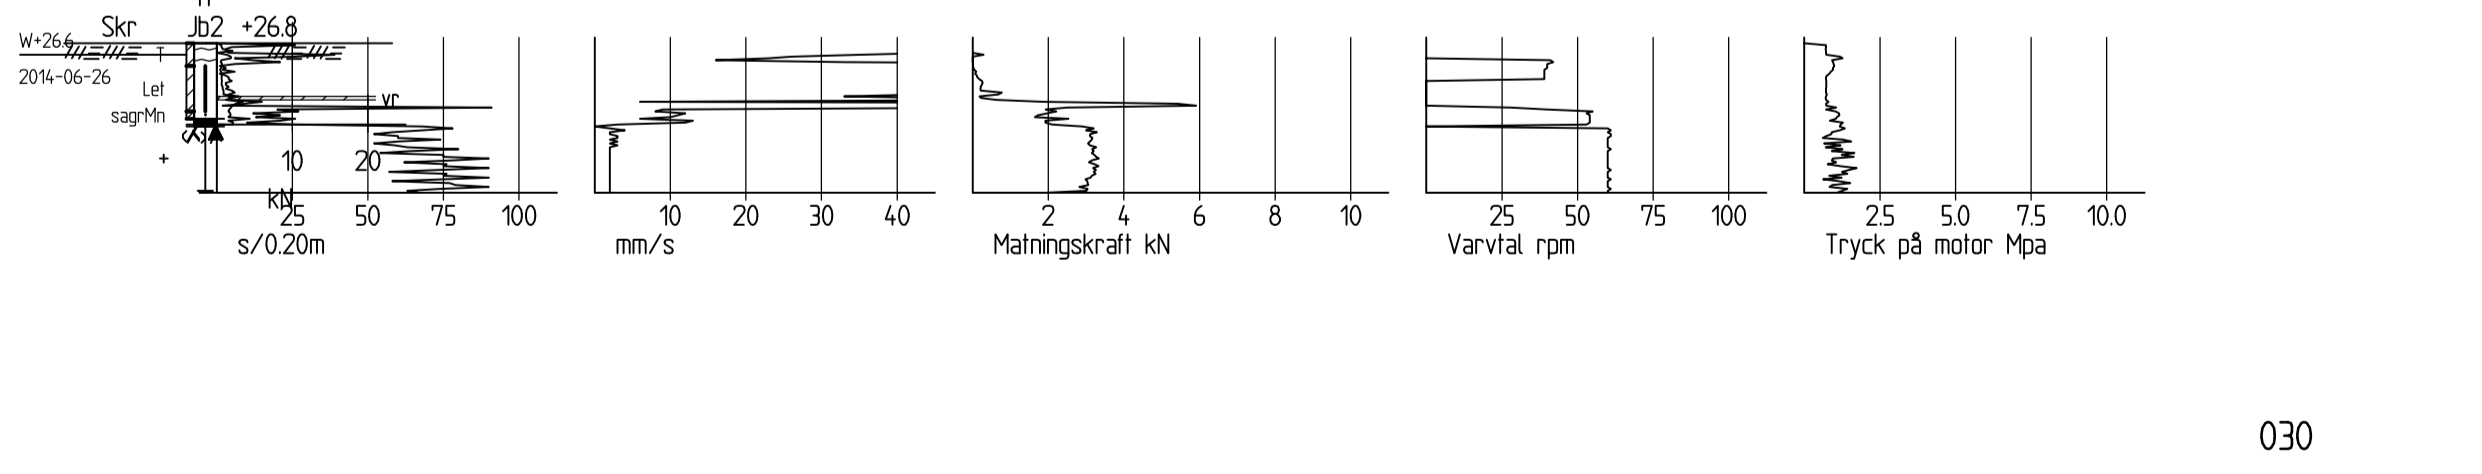 Skr Jb2 +26.8
W+26.6
T
2014-06-26
Let
vr
sagrMn
+ 10 20
kN
25 50 75 100 10 20 30 40 2 4 6 8 10 25 50 75 100 2.5 5.0 7.5 10.0
s/0.20m mm/s Matningskraft kN Varvtal rpm Tryck på motor Mpa
030